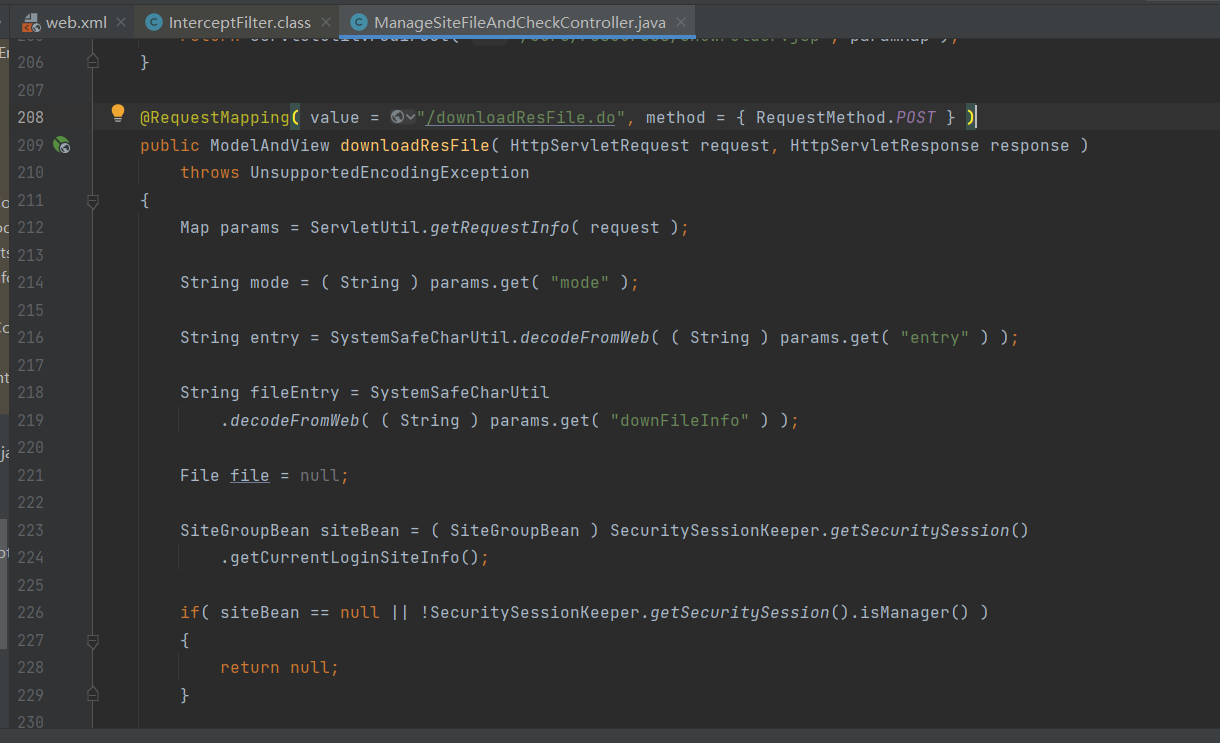 web.xml InterceptFilter.class ManageSiteFileAndCheckController.java
206 }
207
208 @RequestMapping( value = "/downloadResFile.do", method = { RequestMethod.POST } )
209 public ModelAndView downloadResFile( HttpServletRequest request, HttpServletResponse response )
210 throws UnsupportedEncodingException
211 {
212 Map params = ServletUtil.getRequestInfo( request );
213
214 String mode = ( String ) params.get( "mode" );
215
216 String entry = SystemSafeCharUtil.decodeFromWeb( ( String ) params.get( "entry" ) );
217
218 String fileEntry = SystemSafeCharUtil
219 .decodeFromWeb( ( String ) params.get( "downFileInfo" ) );
220
221 File file = null;
222
223 SiteGroupBean siteBean = ( SiteGroupBean ) SecuritySessionKeeper.getSecuritySession()
224 .getCurrentLoginSiteInfo();
225
226 if( siteBean == null || !SecuritySessionKeeper.getSecuritySession().isManager() )
227 {
228 return null;
229 }
230